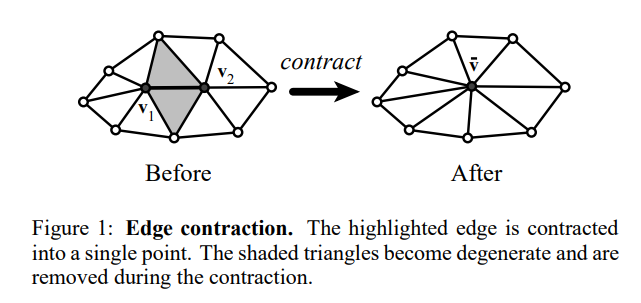 contract
v2
v1
v̄
Before
After
Figure 1: Edge contraction. The highlighted edge is contracted
into a single point. The shaded triangles become degenerate and are
removed during the contraction.